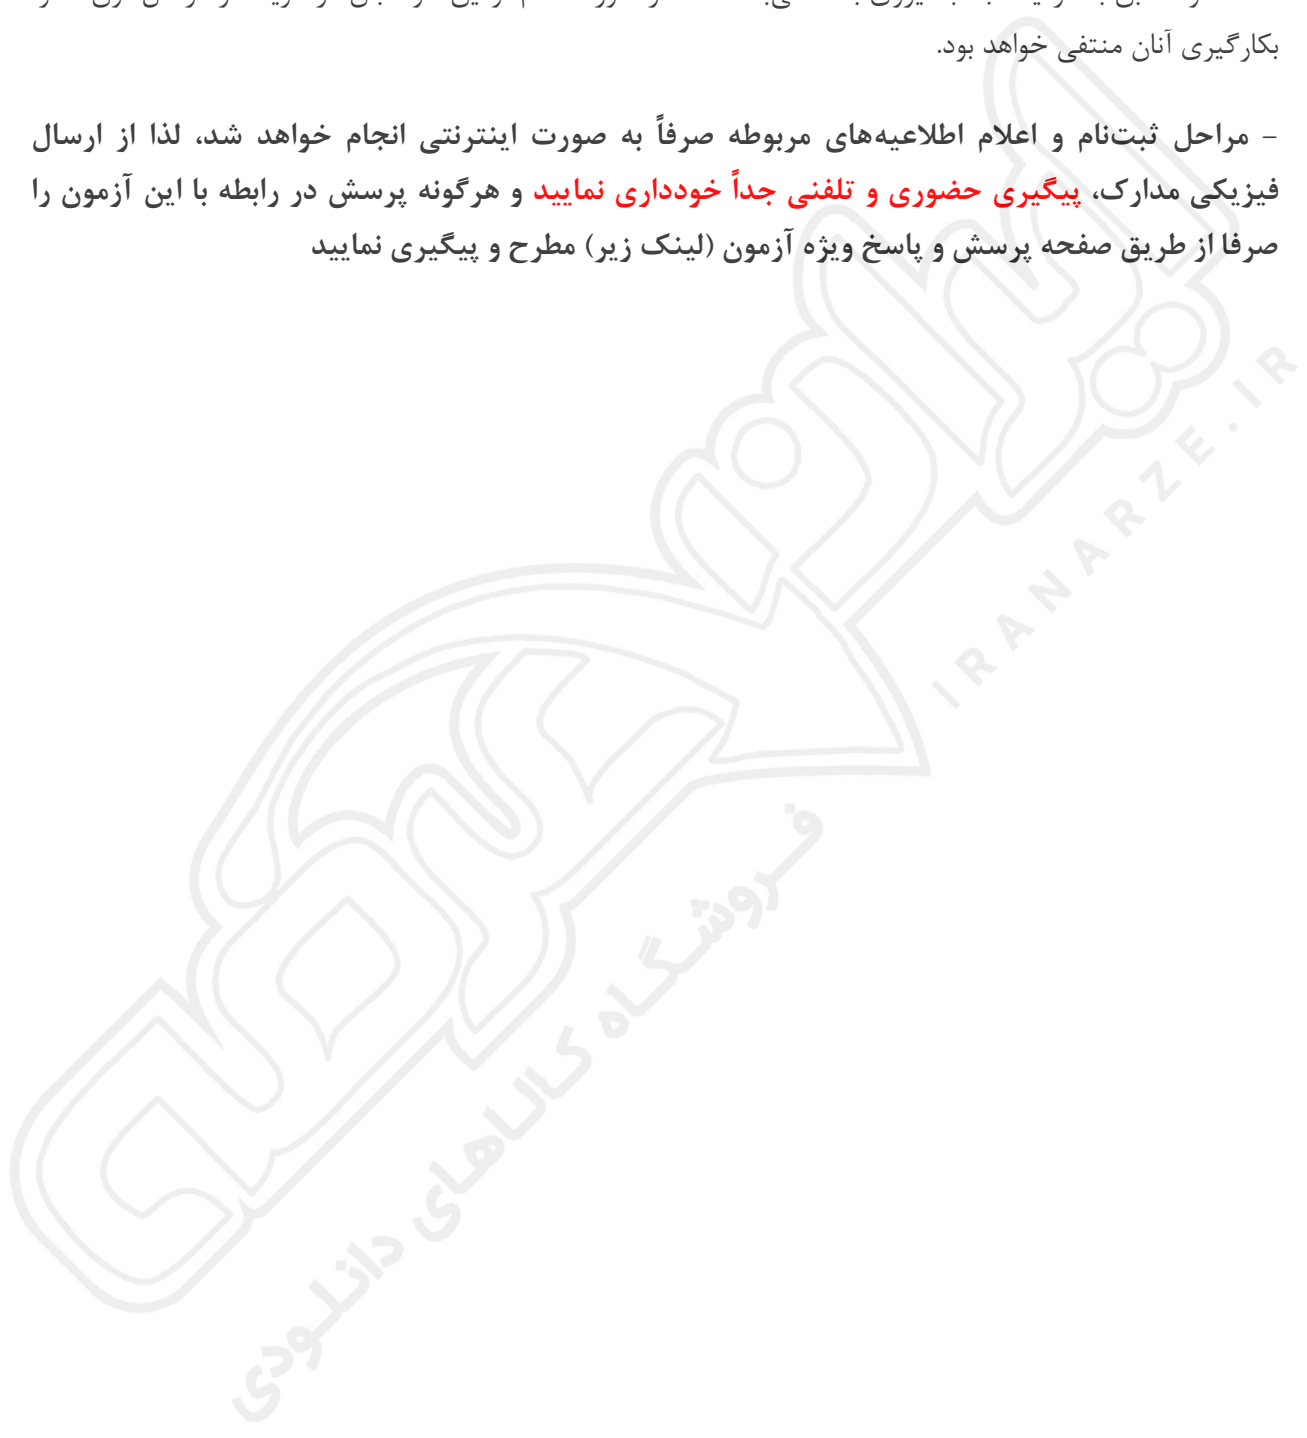 بکارگیری آنان منتفی خواهد بود.
- مراحل ثبت‌نام و اعلام اطلاعیه‌های مربوطه صرفاً به صورت اینترنتی انجام خواهد شد، لذا از ارسال
فیزیکی مدارک، پیگیری حضوری و تلفنی جداً خودداری نمایید و هرگونه پرسش در رابطه با این آزمون را
صرفا از طریق صفحه پرسش و پاسخ ویژه آزمون (لینک زیر) مطرح و پیگیری نمایید
ایران عرضه
IRANARZE.IR
فروشگاه کالاهای دانلودی